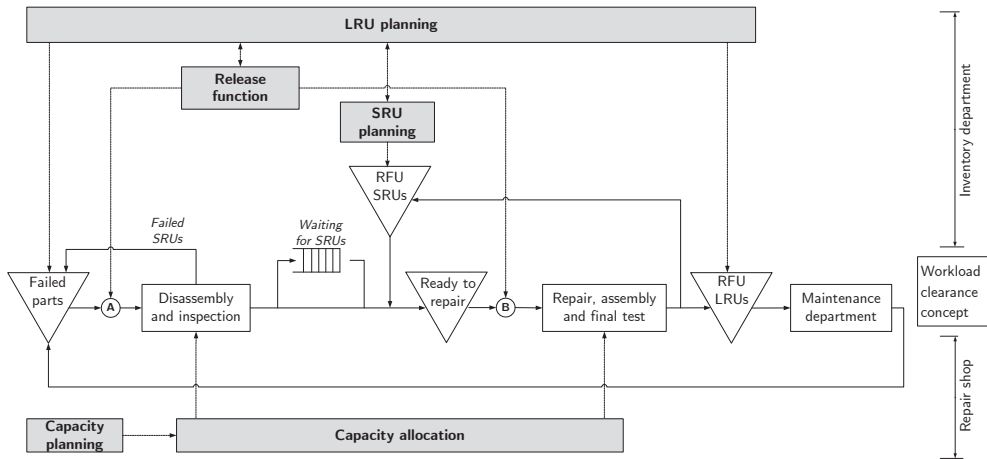 LRU planning
Release
function
SRU
planning
RFU
SRUs
Failed
SRUs
Waiting
for SRUs
Failed
parts
A
Disassembly
and inspection
Ready to
repair
B
Repair, assembly
and final test
RFU
LRUs
Maintenance
department
Capacity
planning
Capacity allocation
Inventory department
Workload
clearance
concept
Repair shop